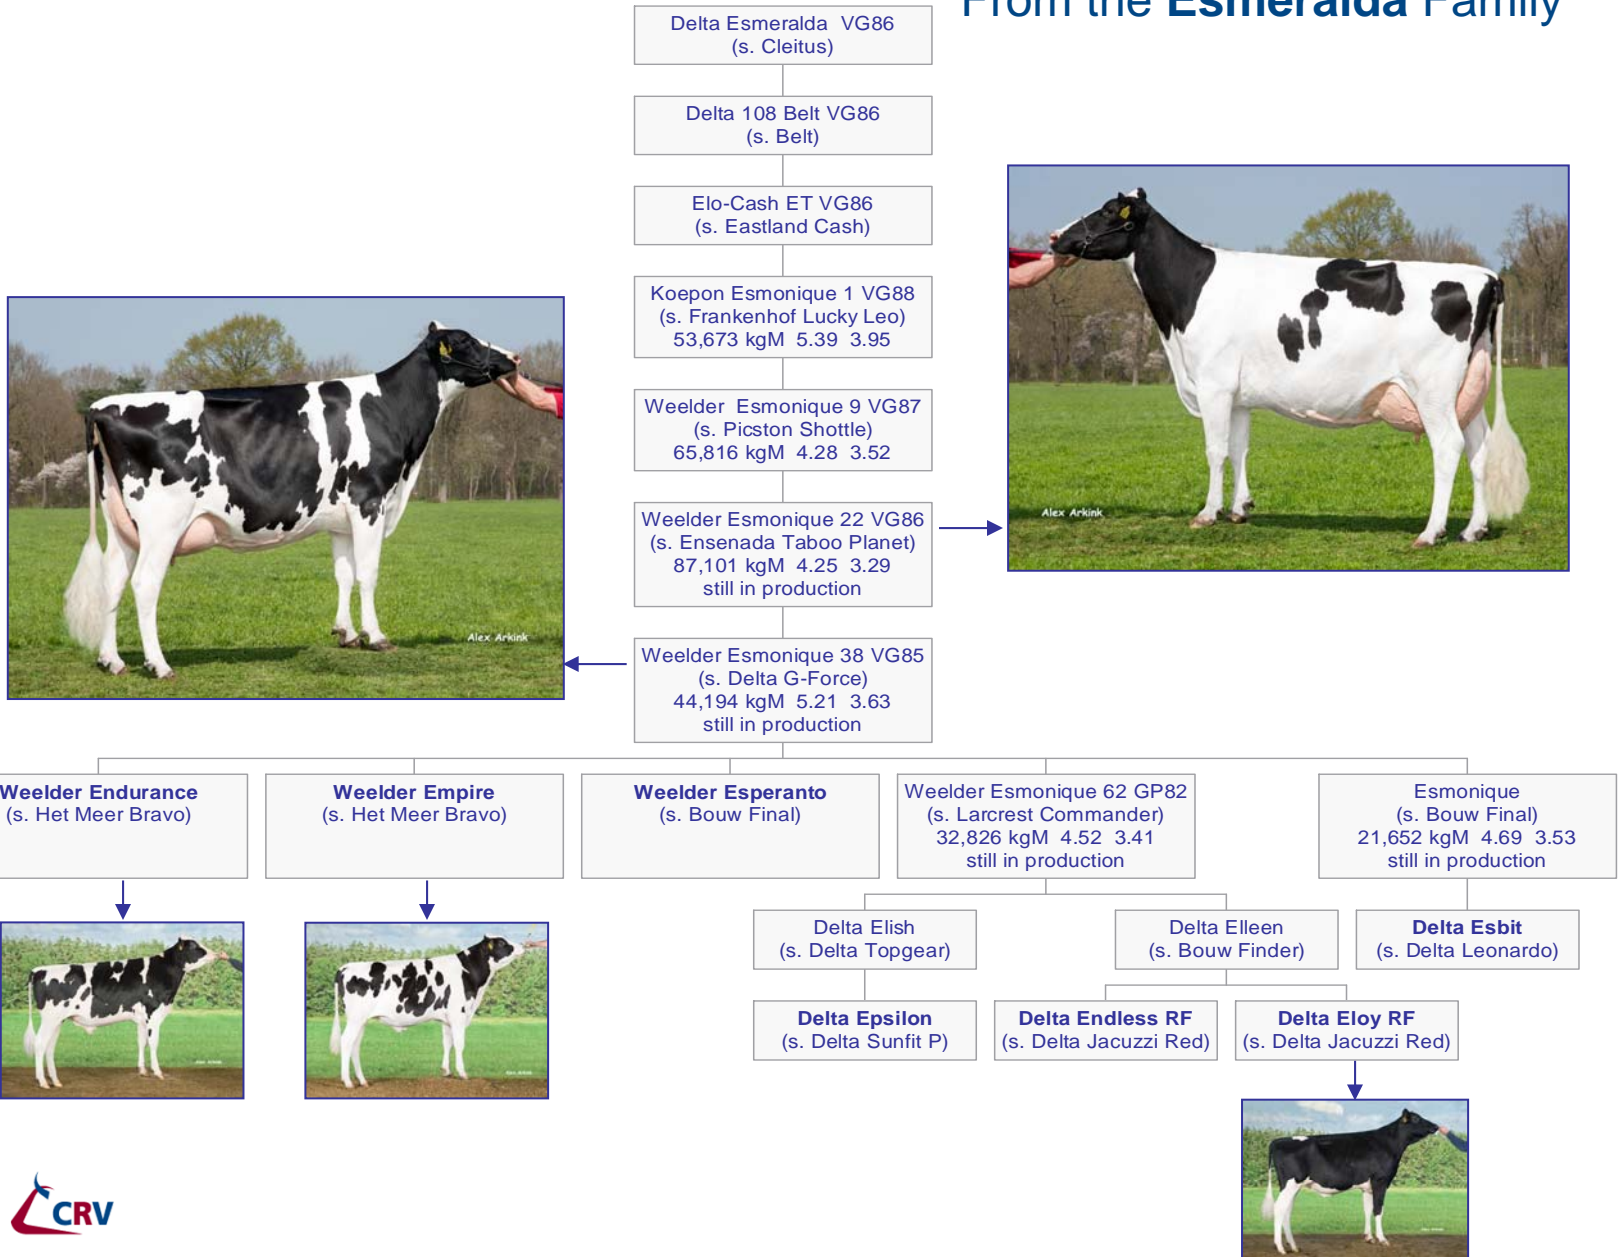 From the Esmeralda Family
Delta Esmeralda VG86
(s. Cleitus)
Delta 108 Belt VG86
(s. Belt)
Elo-Cash ET VG86
(s. Eastland Cash)
Koepon Esmonique 1 VG88
(s. Frankenhof Lucky Leo)
53,673 kgM 5.39 3.95
Weelder Esmonique 9 VG87
(s. Picston Shottle)
65,816 kgM 4.28 3.52
Weelder Esmonique 22 VG86
(s. Ensenada Taboo Planet)
87,101 kgM 4.25 3.29
still in production
Alex Arkink
Weelder Esmonique 38 VG85
(s. Delta G-Force)
44,194 kgM 5.21 3.63
still in production
Alex Arkink
Weelder Endurance
(s. Het Meer Bravo)
Weelder Empire
(s. Het Meer Bravo)
Weelder Esperanto
(s. Bouw Final)
Weelder Esmonique 62 GP82
(s. Larcrest Commander)
32,826 kgM 4.52 3.41
still in production
Esmonique
(s. Bouw Final)
21,652 kgM 4.69 3.53
still in production
Delta Elish
(s. Delta Topgear)
Delta Elleen
(s. Bouw Finder)
Delta Esbit
(s. Delta Leonardo)
Delta Epsilon
(s. Delta Sunfit P)
Delta Endless RF
(s. Delta Jacuzzi Red)
Delta Eloy RF
(s. Delta Jacuzzi Red)
CRV